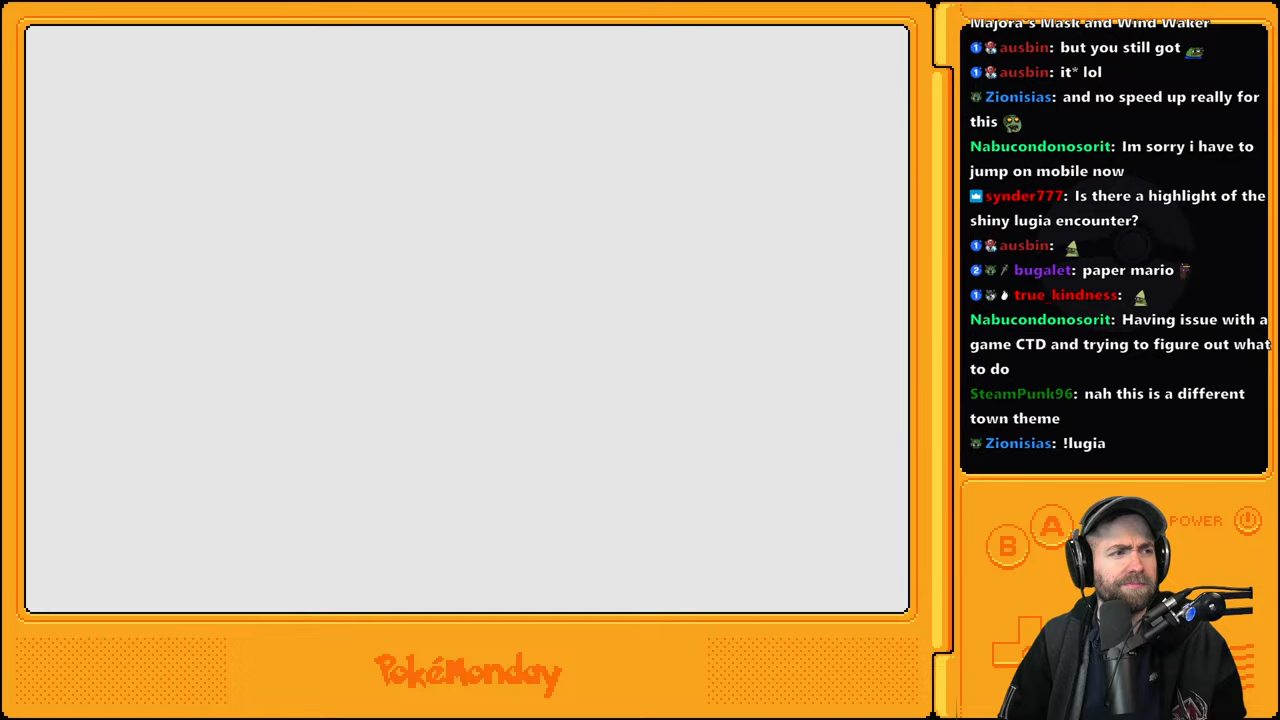 Majora's Mask and Wind Waker
ausbin: but you still got
ausbin: it* lol
Zionisias: and no speed up really for
this
Nabucondonosorit: Im sorry i have to
jump on mobile now
synder777: Is there a highlight of the
shiny lugia encounter?
ausbin:
bugalet: paper mario
true_kindness:
Nabucondonosorit: Having issue with a
game CTD and trying to figure out what
to do
SteamPunk96: nah this is a different
town theme
Zionisias: !lugia
B A POWER
PokéMonday